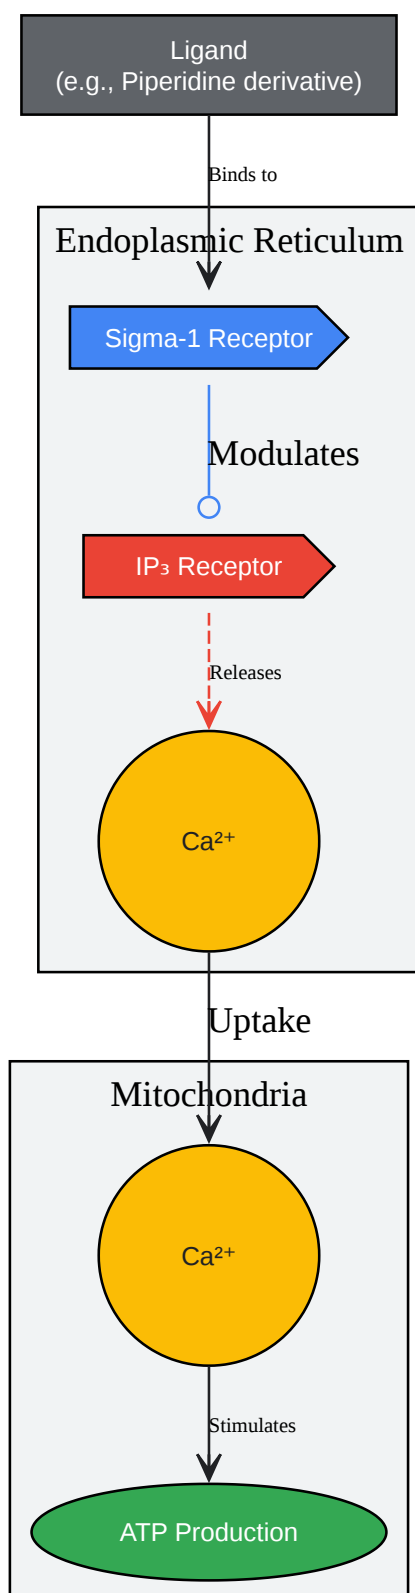 Ligand
(e.g., Piperidine derivative)
Binds to
Endoplasmic Reticulum
Sigma-1 Receptor
Modulates
IP₃ Receptor
Releases
Ca²⁺
Uptake
Mitochondria
Ca²⁺
Stimulates
ATP Production